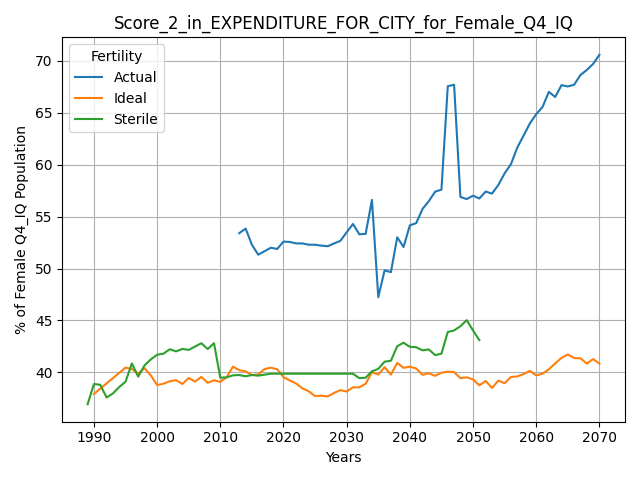 Score_2_in_EXPENDITURE_FOR_CITY_for_Female_Q4_IQ
Fertility
Actual
Ideal
Sterile
% of Female Q4_IQ Population
70
65
60
55
50
45
40
1990 2000 2010 2020 2030 2040 2050 2060 2070
Years